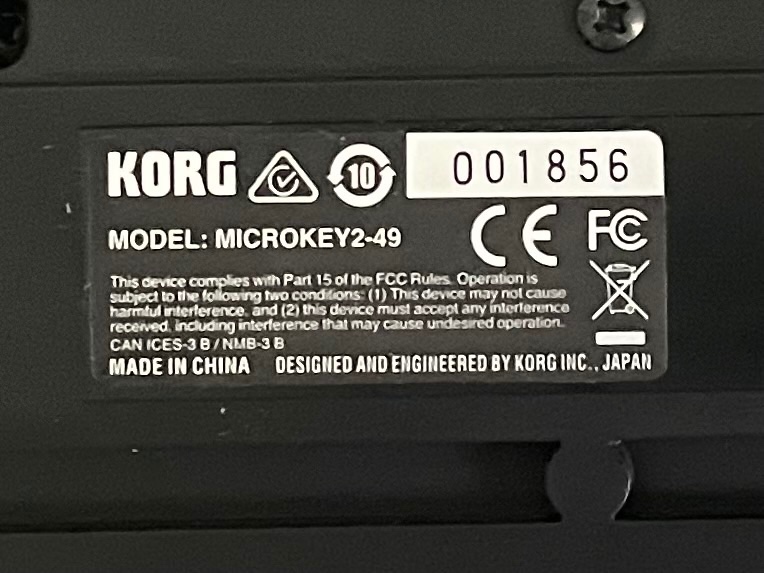 KORG 10 001856
MODEL: MICROKEY2-49 CE FC
This device complies with Part 15 of the FCC Rules. Operation is
subject to the following two conditions: (1) This device may not cause
harmful interference, and (2) this device must accept any interference
received, including interference that may cause undesired operation.
CAN ICES-3 B / NMB-3 B
MADE IN CHINA DESIGNED AND ENGINEERED BY KORG INC., JAPAN